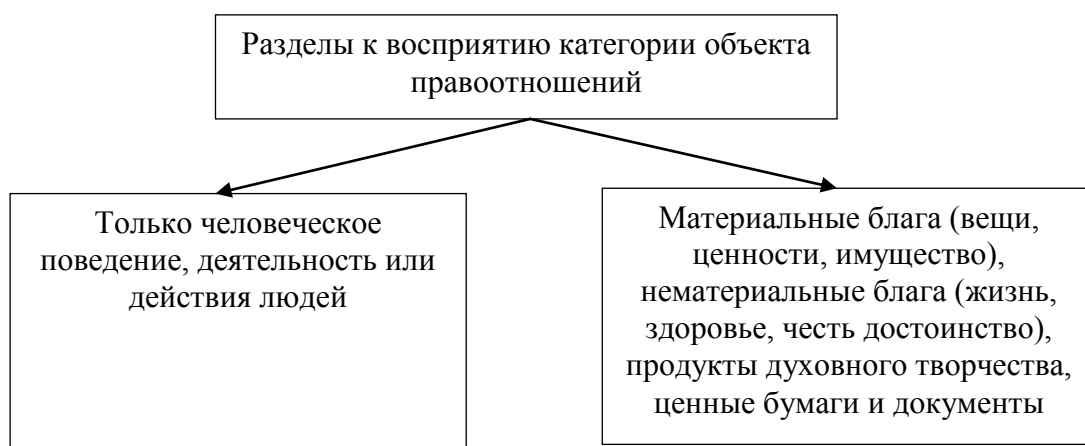 Разделы к восприятию категории объекта
правоотношений
Только человеческое
поведение, деятельность или
действия людей
Материальные блага (вещи,
ценности, имущество),
нематериальные блага (жизнь,
здоровье, честь достоинство),
продукты духовного творчества,
ценные бумаги и документы